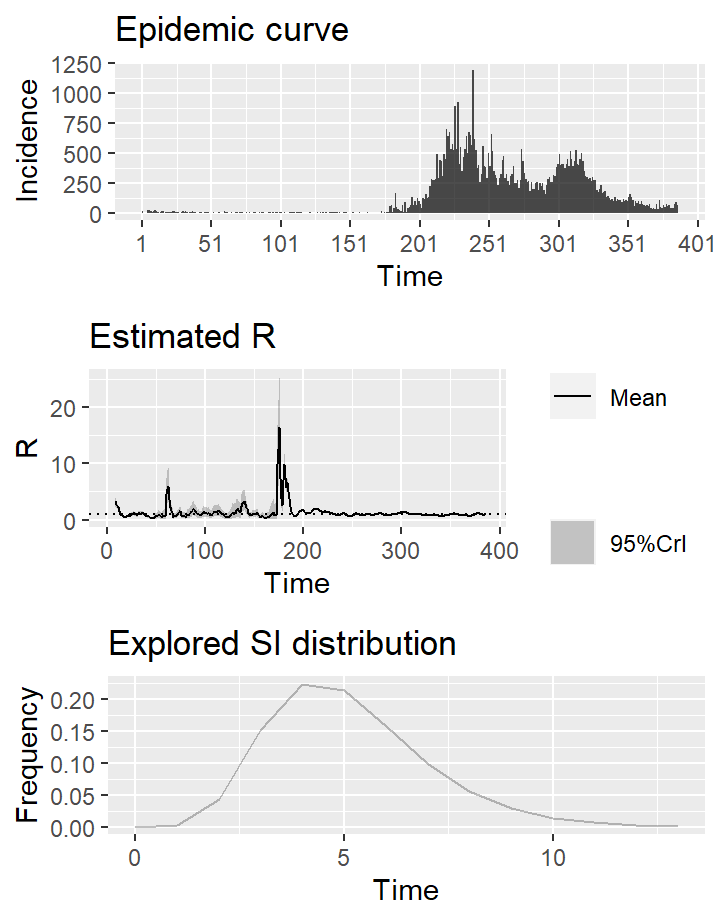 Epidemic curve
Incidence
1250
1000
750
500
250
0
1 51 101 151 201 251 301 351 401
Time
Estimated R
R
20
10
0
0 100 200 300 400
Time
Mean
95%CrI
Explored SI distribution
Frequency
0.20
0.15
0.10
0.05
0.00
0 5 10
Time